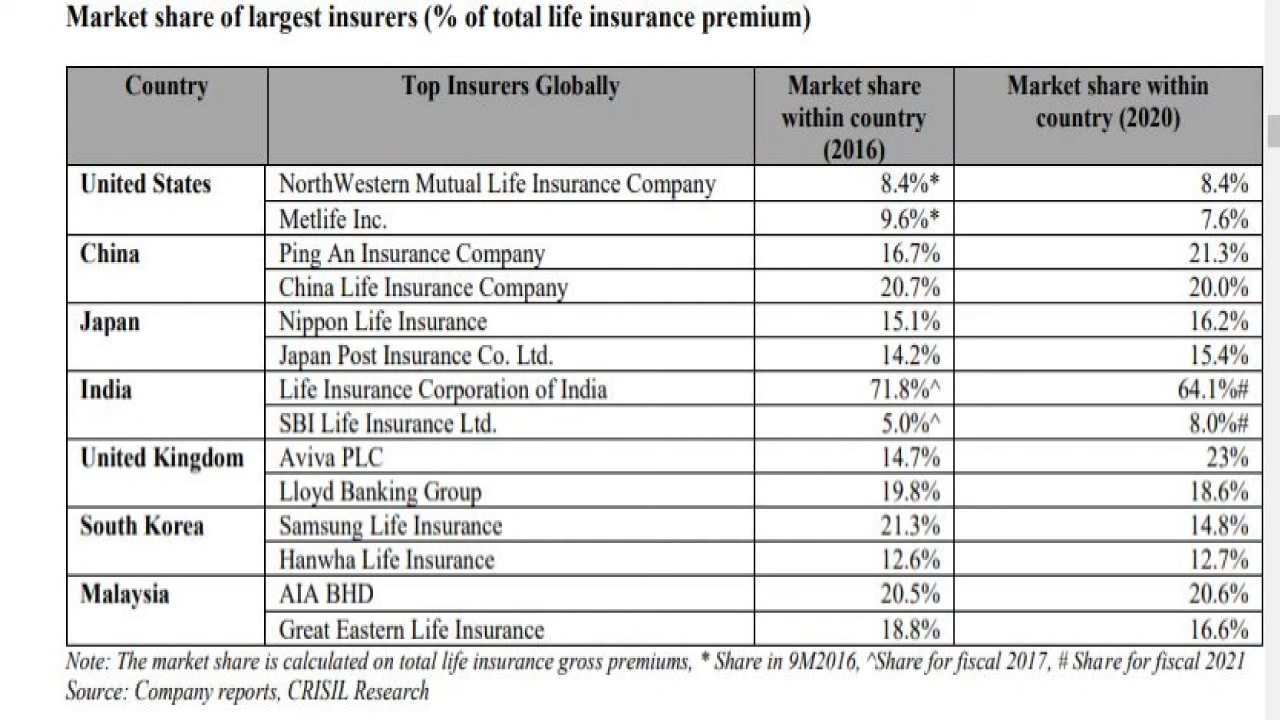 Market share of largest insurers (% of total life insurance premium)
Country Top Insurers Globally Market share within country (2016) Market share within country (2020)
United States NorthWestern Mutual Life Insurance Company 8.4%* 8.4%
Metlife Inc. 9.6%* 7.6%
China Ping An Insurance Company 16.7% 21.3%
China Life Insurance Company 20.7% 20.0%
Japan Nippon Life Insurance 15.1% 16.2%
Japan Post Insurance Co. Ltd. 14.2% 15.4%
India Life Insurance Corporation of India 71.8%^ 64.1%#
SBI Life Insurance Ltd. 5.0%^ 8.0%#
United Kingdom Aviva PLC 14.7% 23%
Lloyd Banking Group 19.8% 18.6%
South Korea Samsung Life Insurance 21.3% 14.8%
Hanwha Life Insurance 12.6% 12.7%
Malaysia AIA BHD 20.5% 20.6%
Great Eastern Life Insurance 18.8% 16.6%
Note: The market share is calculated on total life insurance gross premiums, * Share in 9M2016, ^Share for fiscal 2017, # Share for fiscal 2021
Source: Company reports, CRISIL Research